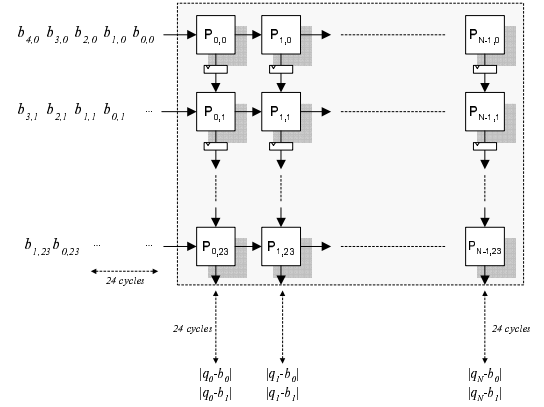 b4,0 b3,0 b2,0 b1,0 b0,0 P0,0 P1,0 PN-1,0
b3,1 b2,1 b1,1 b0,1 ... P0,1 P1,1 PN-1,1
b1,23 b0,23 ... ... P0,23 P1,23 PN-1,23
24 cycles
24 cycles 24 cycles
|q0-b0| |q1-b0| |qN-b0|
|q0-b1| |q1-b1| |qN-b1|